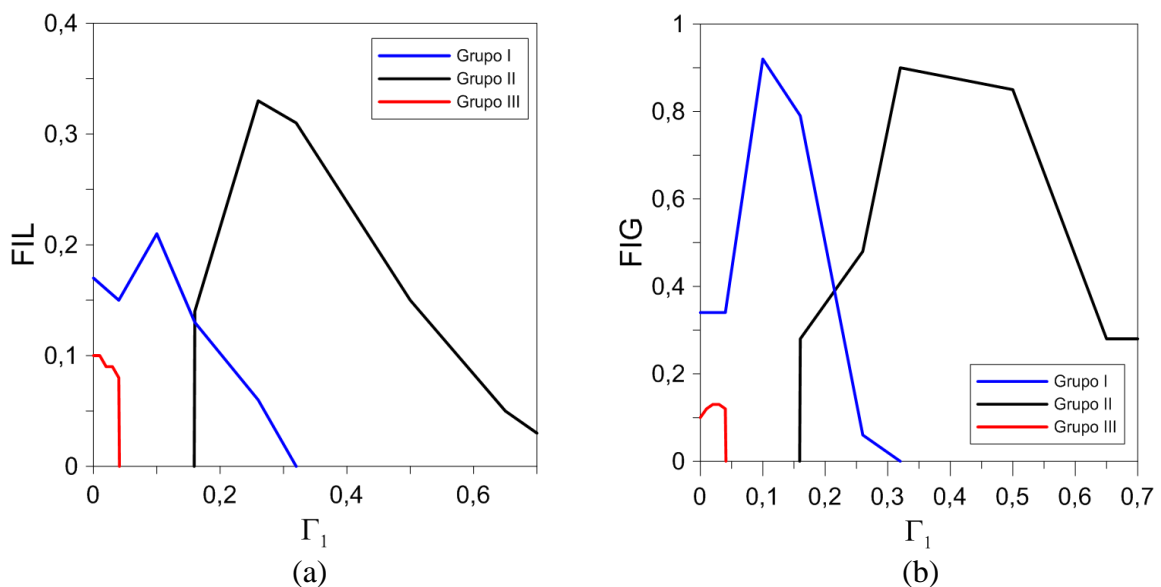 0,4
0,3
0,2
0,1
0
FIL
0
0,2
0,4
0,6
Γ₁
Grupo I
Grupo II
Grupo III
(a)
1
0,8
0,6
0,4
0,2
0
FIG
0
0,1
0,2
0,3
0,4
0,5
0,6
0,7
Γ₁
Grupo I
Grupo II
Grupo III
(b)